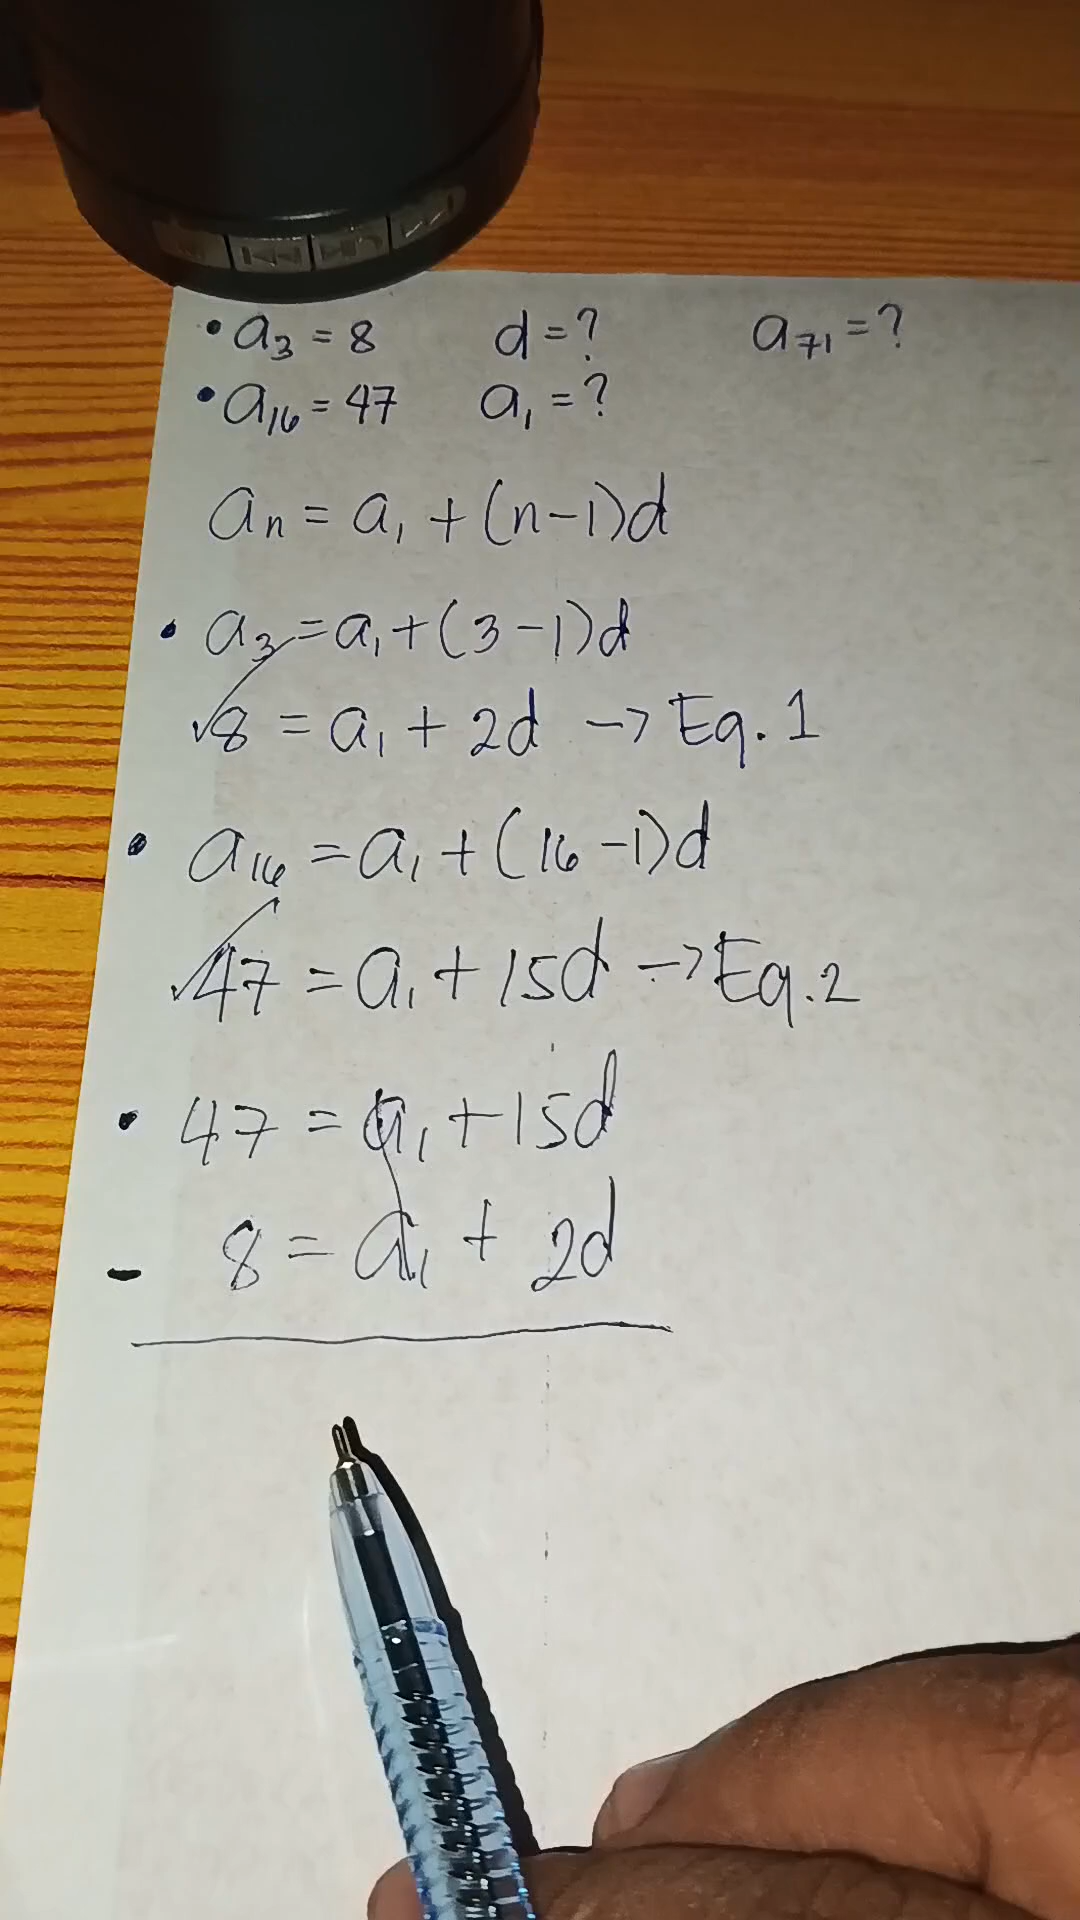 • a₃ = 8 d = ? a₇₁ = ?
• a₁₆ = 47 a₁ = ?
aₙ = a₁ + (n-1)d
• a₃ = a₁ + (3-1)d
√8 = a₁ + 2d → Eq. 1
• a₁₆ = a₁ + (16-1)d
√47 = a₁ + 15d → Eq. 2
• 47 = a₁ + 15d
- 8 = a₁ + 2d